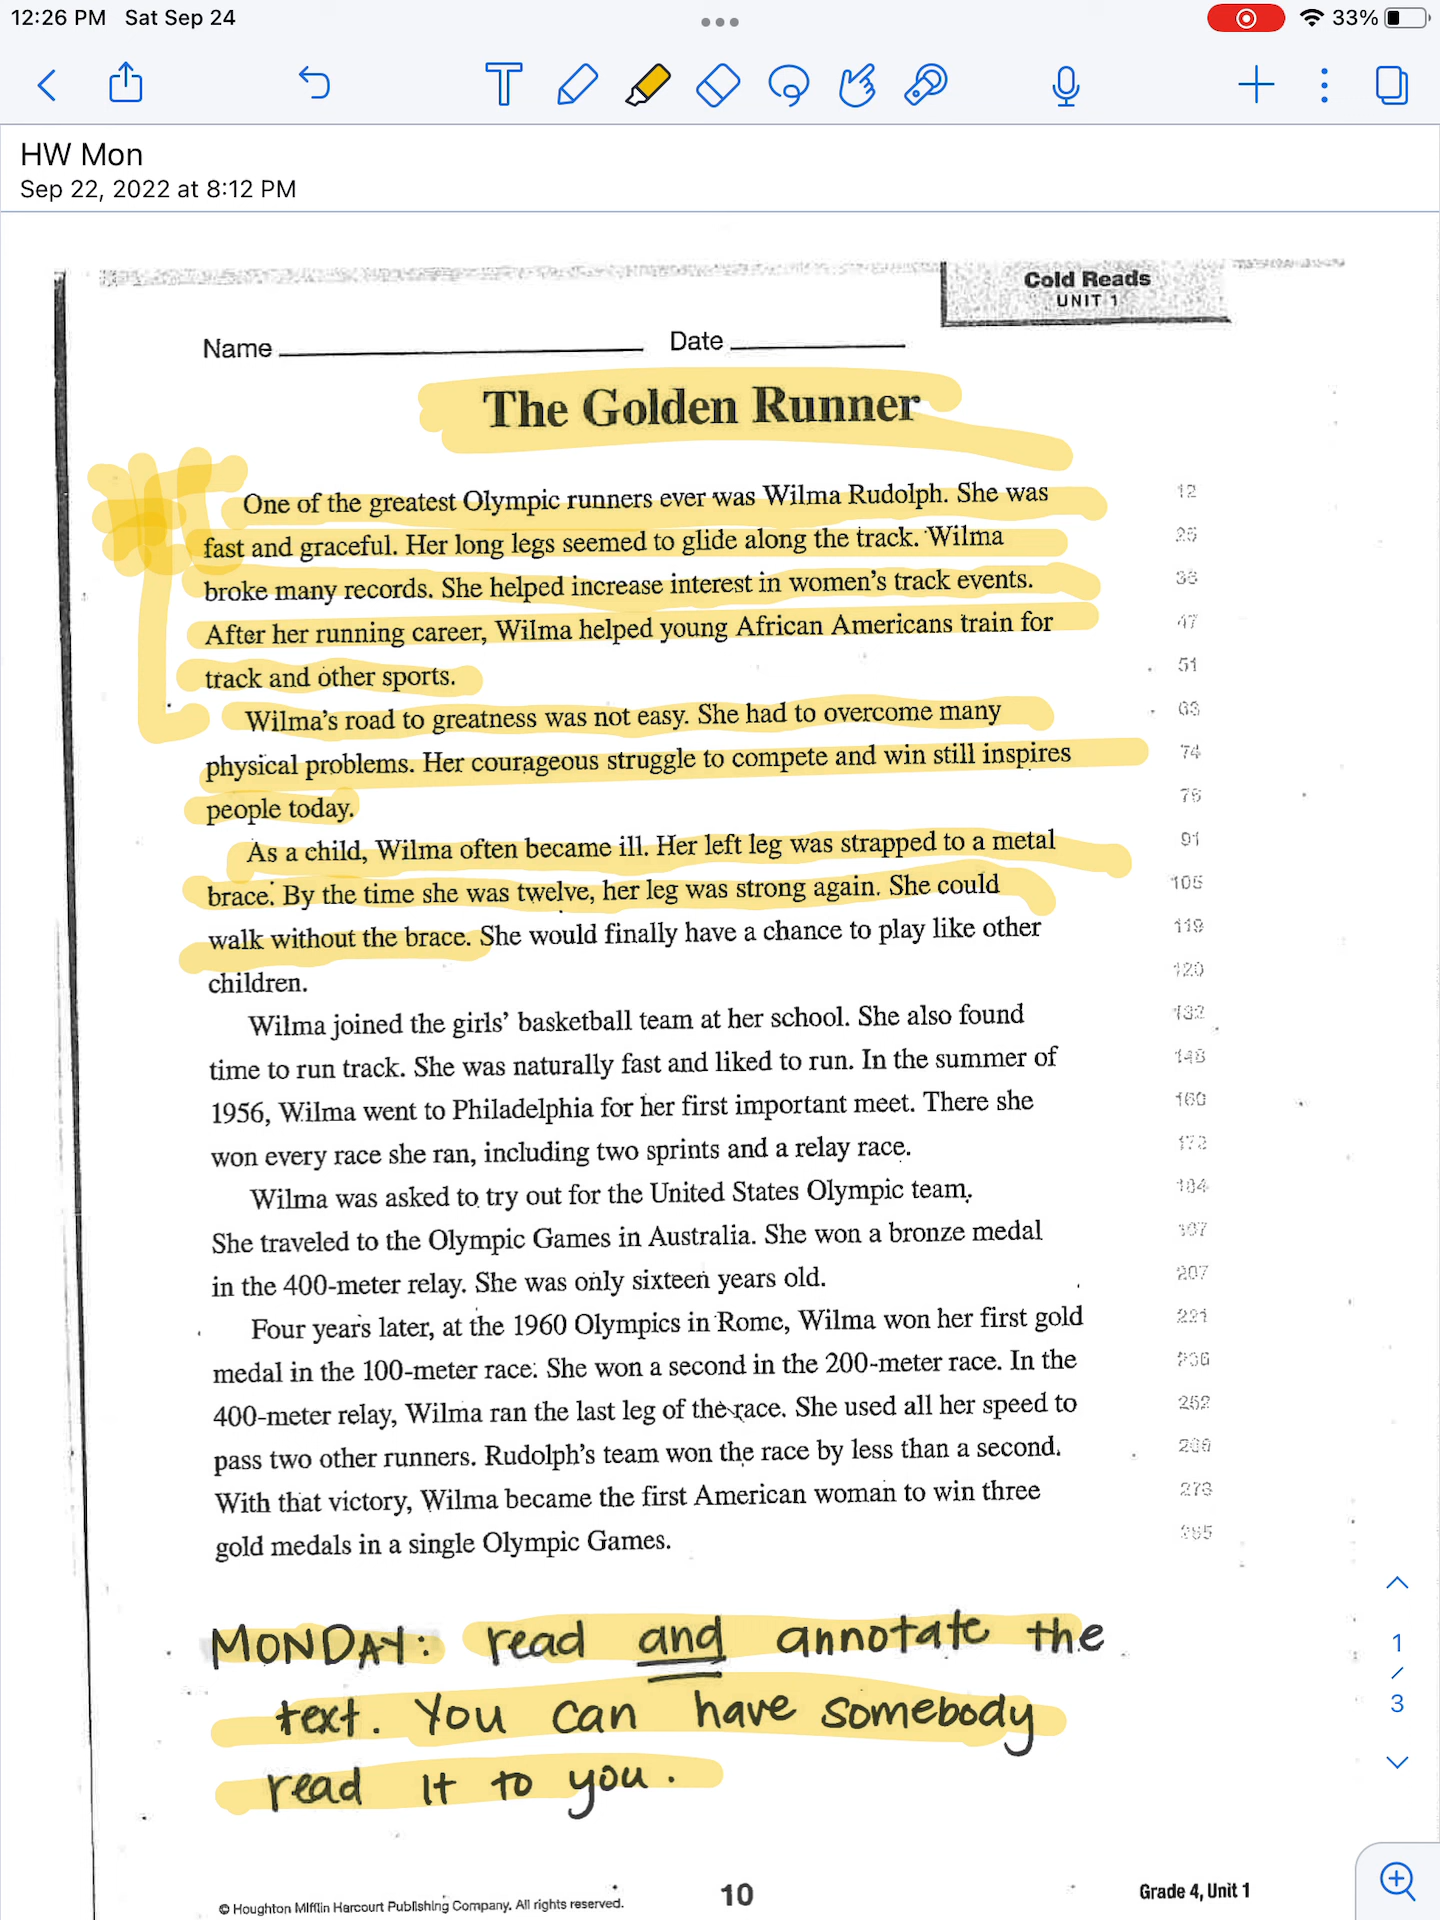 12:26 PM Sat Sep 24
33%
HW Mon
Sep 22, 2022 at 8:12 PM
Cold Reads
UNIT 1
Name
Date
The Golden Runner
One of the greatest Olympic runners ever was Wilma Rudolph. She was 12
fast and graceful. Her long legs seemed to glide along the track. Wilma 25
broke many records. She helped increase interest in women's track events. 36
After her running career, Wilma helped young African Americans train for 47
track and other sports. 51
Wilma's road to greatness was not easy. She had to overcome many 63
physical problems. Her courageous struggle to compete and win still inspires 74
people today. 76
As a child, Wilma often became ill. Her left leg was strapped to a metal 91
brace. By the time she was twelve, her leg was strong again. She could 105
walk without the brace. She would finally have a chance to play like other 119
children. 120
Wilma joined the girls' basketball team at her school. She also found 132
time to run track. She was naturally fast and liked to run. In the summer of
1956, Wilma went to Philadelphia for her first important meet. There she 160
won every race she ran, including two sprints and a relay race.
Wilma was asked to try out for the United States Olympic team.
She traveled to the Olympic Games in Australia. She won a bronze medal
in the 400-meter relay. She was only sixteen years old. 207
Four years later, at the 1960 Olympics in Rome, Wilma won her first gold 221
medal in the 100-meter race. She won a second in the 200-meter race. In the
400-meter relay, Wilma ran the last leg of the race. She used all her speed to 252
pass two other runners. Rudolph's team won the race by less than a second.
With that victory, Wilma became the first American woman to win three
gold medals in a single Olympic Games.
MONDAY: read and annotate the
text. You can have somebody
read it to you.
1
/
3
© Houghton Mifflin Harcourt Publishing Company. All rights reserved.
10
Grade 4, Unit 1